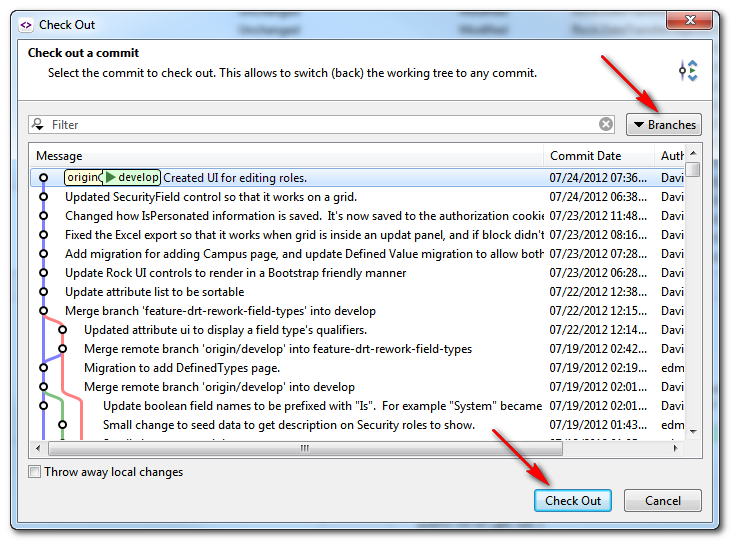 Check Out
Check out a commit
Select the commit to check out. This allows to switch (back) the working tree to any commit.
Filter
Branches
Message Commit Date Auth
origin develop Created UI for editing roles. 07/24/2012 07:36... Davi
Updated SecurityField control so that it works on a grid. 07/24/2012 06:38... Davi
Changed how IsPersonated information is saved.  It's now saved to the authorization cookie 07/23/2012 11:48... Davi
Fixed the Excel export so that it works when grid is inside an updat panel, and if block didn't 07/23/2012 08:16... Davi
Add migration for adding Campus page, and update Defined Value migration to allow both 07/23/2012 07:28... Davi
Update Rock UI controls to render in a Bootstrap friendly manner 07/23/2012 06:28... Davi
Update attribute list to be sortable 07/22/2012 12:38... Davi
Merge branch 'feature-drt-rework-field-types' into develop 07/22/2012 12:15... Davi
Updated attribute ui to display a field type's qualifiers. 07/22/2012 12:14... Davi
Merge remote branch 'origin/develop' into feature-drt-rework-field-types 07/19/2012 02:42... Davi
Migration to add DefinedTypes page. 07/19/2012 02:19... edm
Merge remote branch 'origin/develop' into develop 07/19/2012 02:01... Davi
Update boolean field names to be prefixed with "Is".  For example "System" became 07/19/2012 02:01... Davi
Small change to seed data to get description on Security roles to show. 07/19/2012 01:43... edm
Throw away local changes
Check Out Cancel